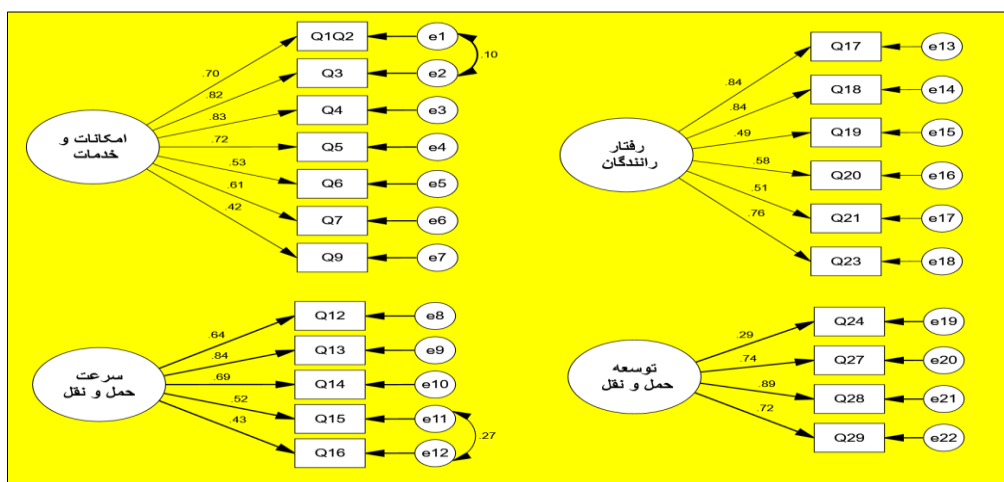 امکانات و
خدمات
.70
.82
.83
.72
.53
.61
.42
Q1Q2
Q3
Q4
Q5
Q6
Q7
Q9
e1
e2
e3
e4
e5
e6
e7
.10
رفتار
رانندگان
.84
.84
.49
.58
.51
.76
Q17
Q18
Q19
Q20
Q21
Q23
e13
e14
e15
e16
e17
e18
سرعت
حمل و نقل
.64
.84
.69
.52
.43
Q12
Q13
Q14
Q15
Q16
e8
e9
e10
e11
e12
.27
توسعه
حمل و نقل
.29
.74
.89
.72
Q24
Q27
Q28
Q29
e19
e20
e21
e22